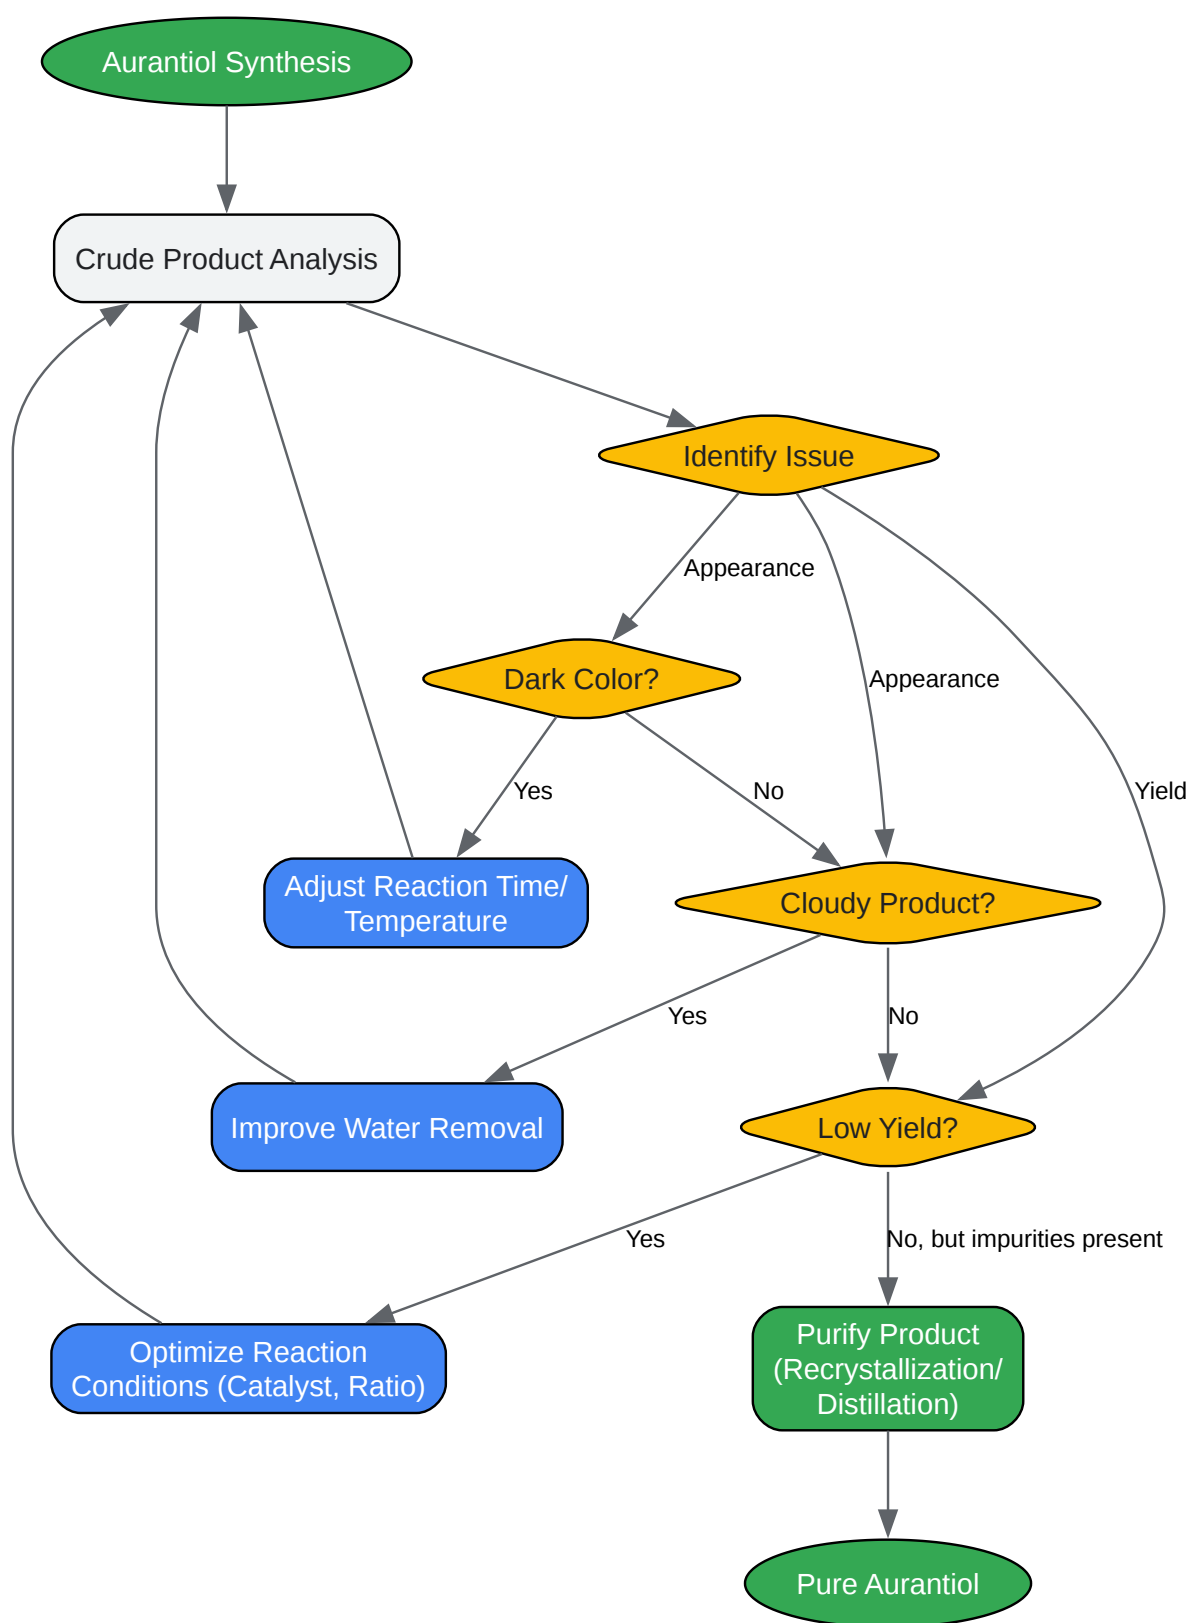 Aurantiol Synthesis
Crude Product Analysis
Identify Issue
Appearance
Dark Color?
Appearance
Yes
No
Yield
Adjust Reaction Time/
Temperature
Cloudy Product?
Yes
No
Improve Water Removal
Low Yield?
Yes
No, but impurities present
Optimize Reaction
Conditions (Catalyst, Ratio)
Purify Product
(Recrystallization/
Distillation)
Pure Aurantiol